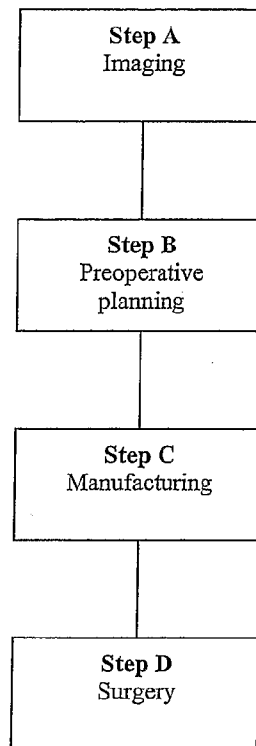 Step A
Imaging
Step B
Preoperative
planning
Step C
Manufacturing
Step D
Surgery